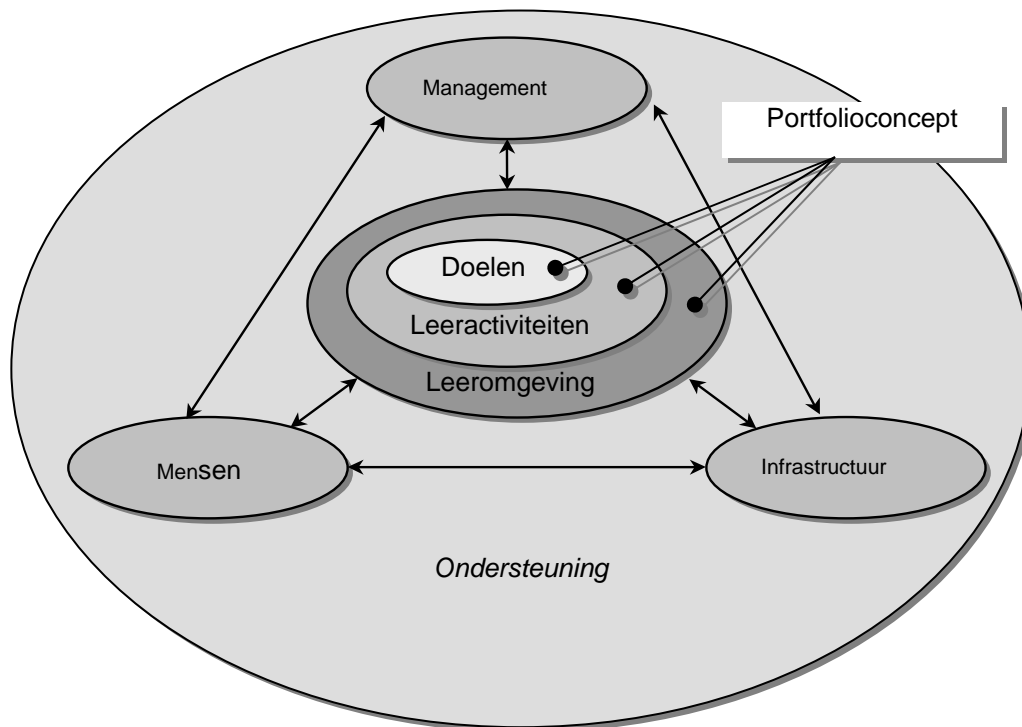 Management
Portfolioconcept
Doelen
Leeractiviteiten
Leeromgeving
Mensen
Infrastructuur
Ondersteuning